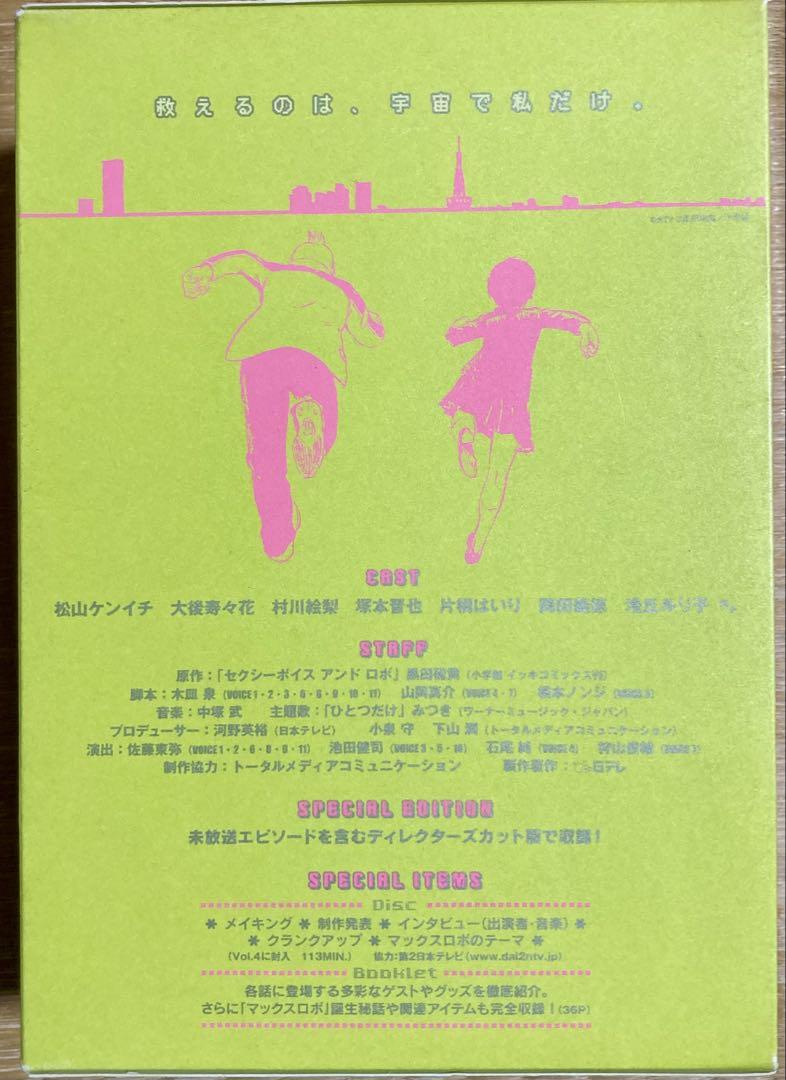 救えるのは、宇宙で私だけ。
CAST
松山ケンイチ 大後寿々花 村川絵梨 塚本晋也 片桐はいり 岡田義徳 浅丘ルリ子 他
STAFF
原作：「セクシーボイス アンド ロボ」黒田硫黄（小学館 イッキコミックス刊）
脚本：木皿 泉（VOICE1・2・3・5・6・9・10・11） 山岡真介（VOICE4・7） 根本ノンジ
音楽：中塚 武 主題歌：「ひとつだけ」みつき（ワーナーミュージック・ジャパン）
プロデューサー：河野英裕（日本テレビ） 小泉 守 下山 潤（トータルメディアコミュニケーション）
演出：佐藤東弥（VOICE1・2・6・8・11） 池田健司（VOICE3・5・10） 石尾 純 狩山俊輔
制作協力：トータルメディアコミュニケーション 製作著作：日テレ
SPECIAL EDITION
未放送エピソードを含むディレクターズカット版で収録！
SPECIAL ITEMS
Disc
＊ メイキング ＊ 制作発表 ＊ インタビュー（出演者・音楽） ＊
＊ クランクアップ ＊ マックスロボのテーマ ＊
（Vol.4に封入 113MIN.） 協力：第2日本テレビ（www.dai2ntv.jp）
Booklet
各話に登場する多彩なゲストやグッズを徹底紹介。
さらに「マックスロボ」誕生秘話や関連アイテムも完全収録！（36P）